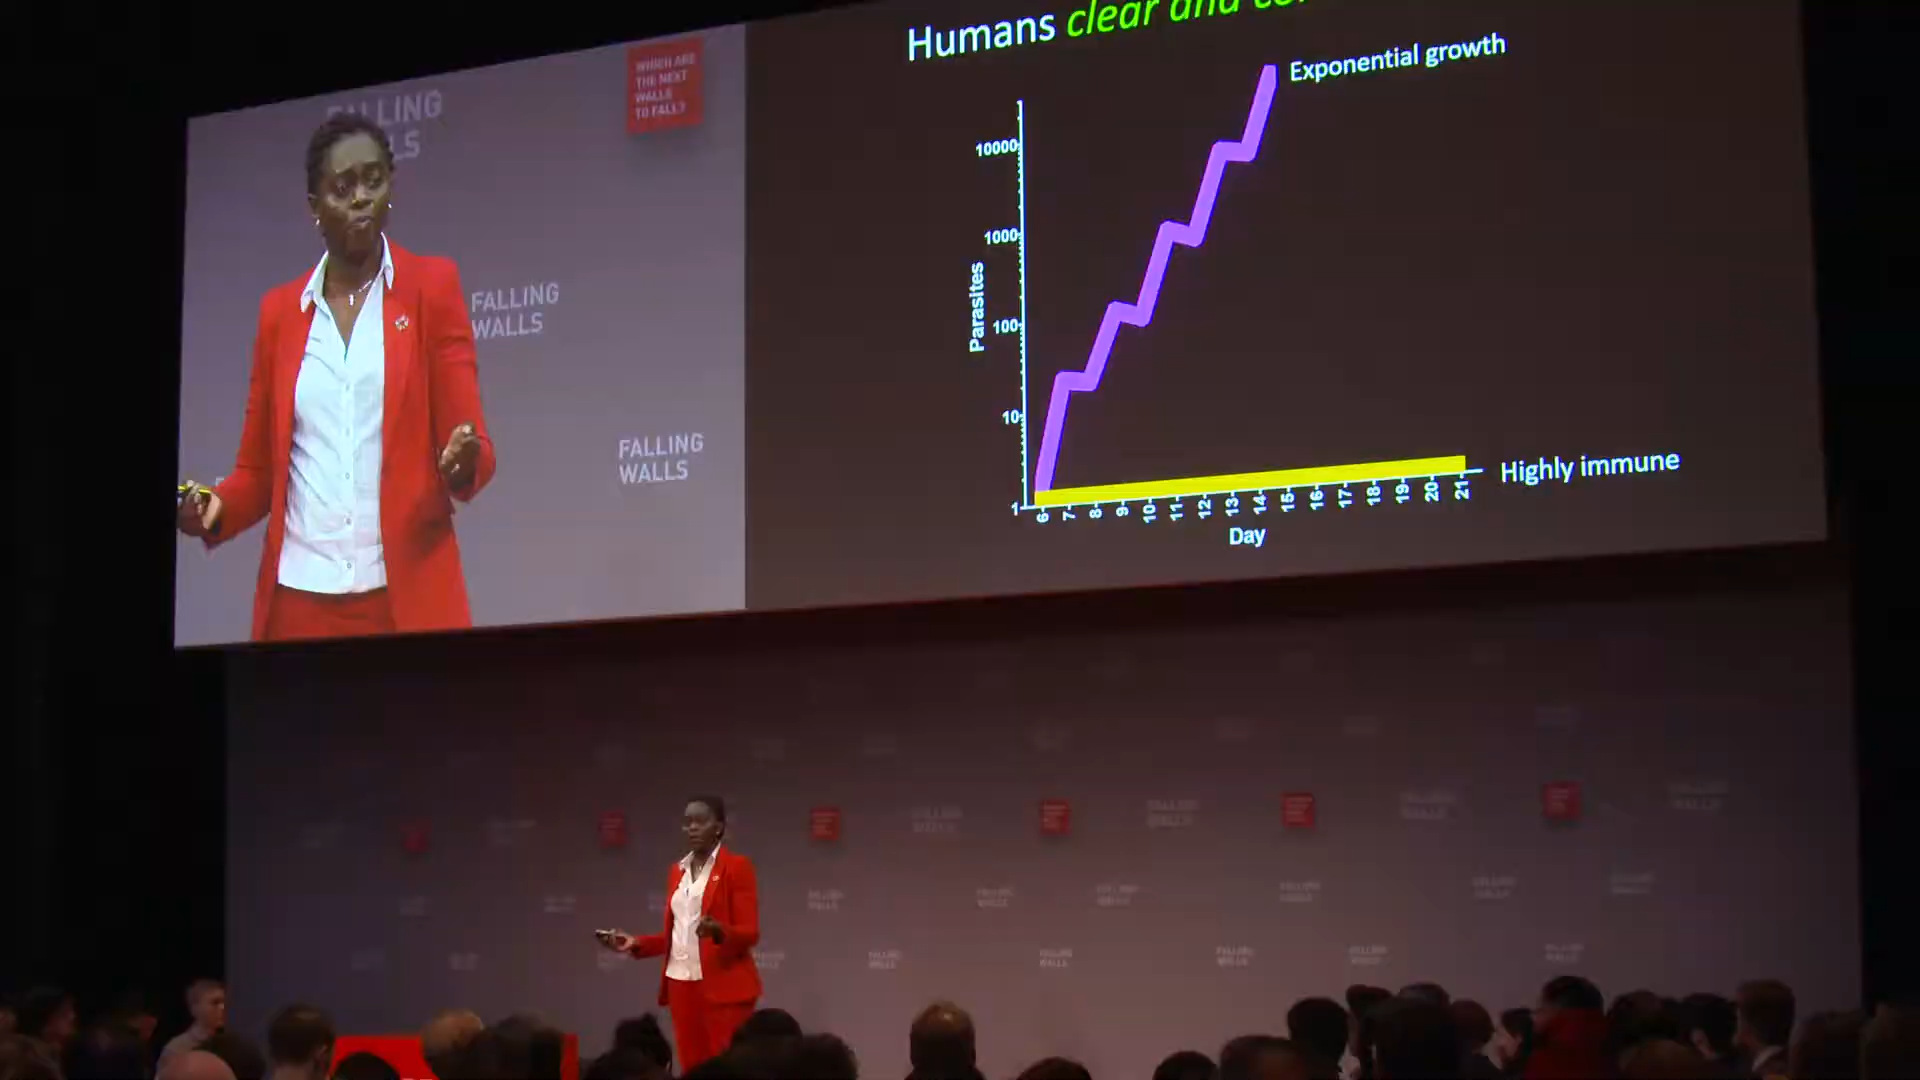 Humans clear and
Exponential growth
10000
1000
100
10
1
Parasites
6 7 8 9 10 11 12 13 14 15 16 17 18 19 20 21
Day
Highly immune
WHICH ARE
THE NEXT
WALLS
TO FALL?
FALLING
WALLS
FALLING
WALLS
FALLING
WALLS